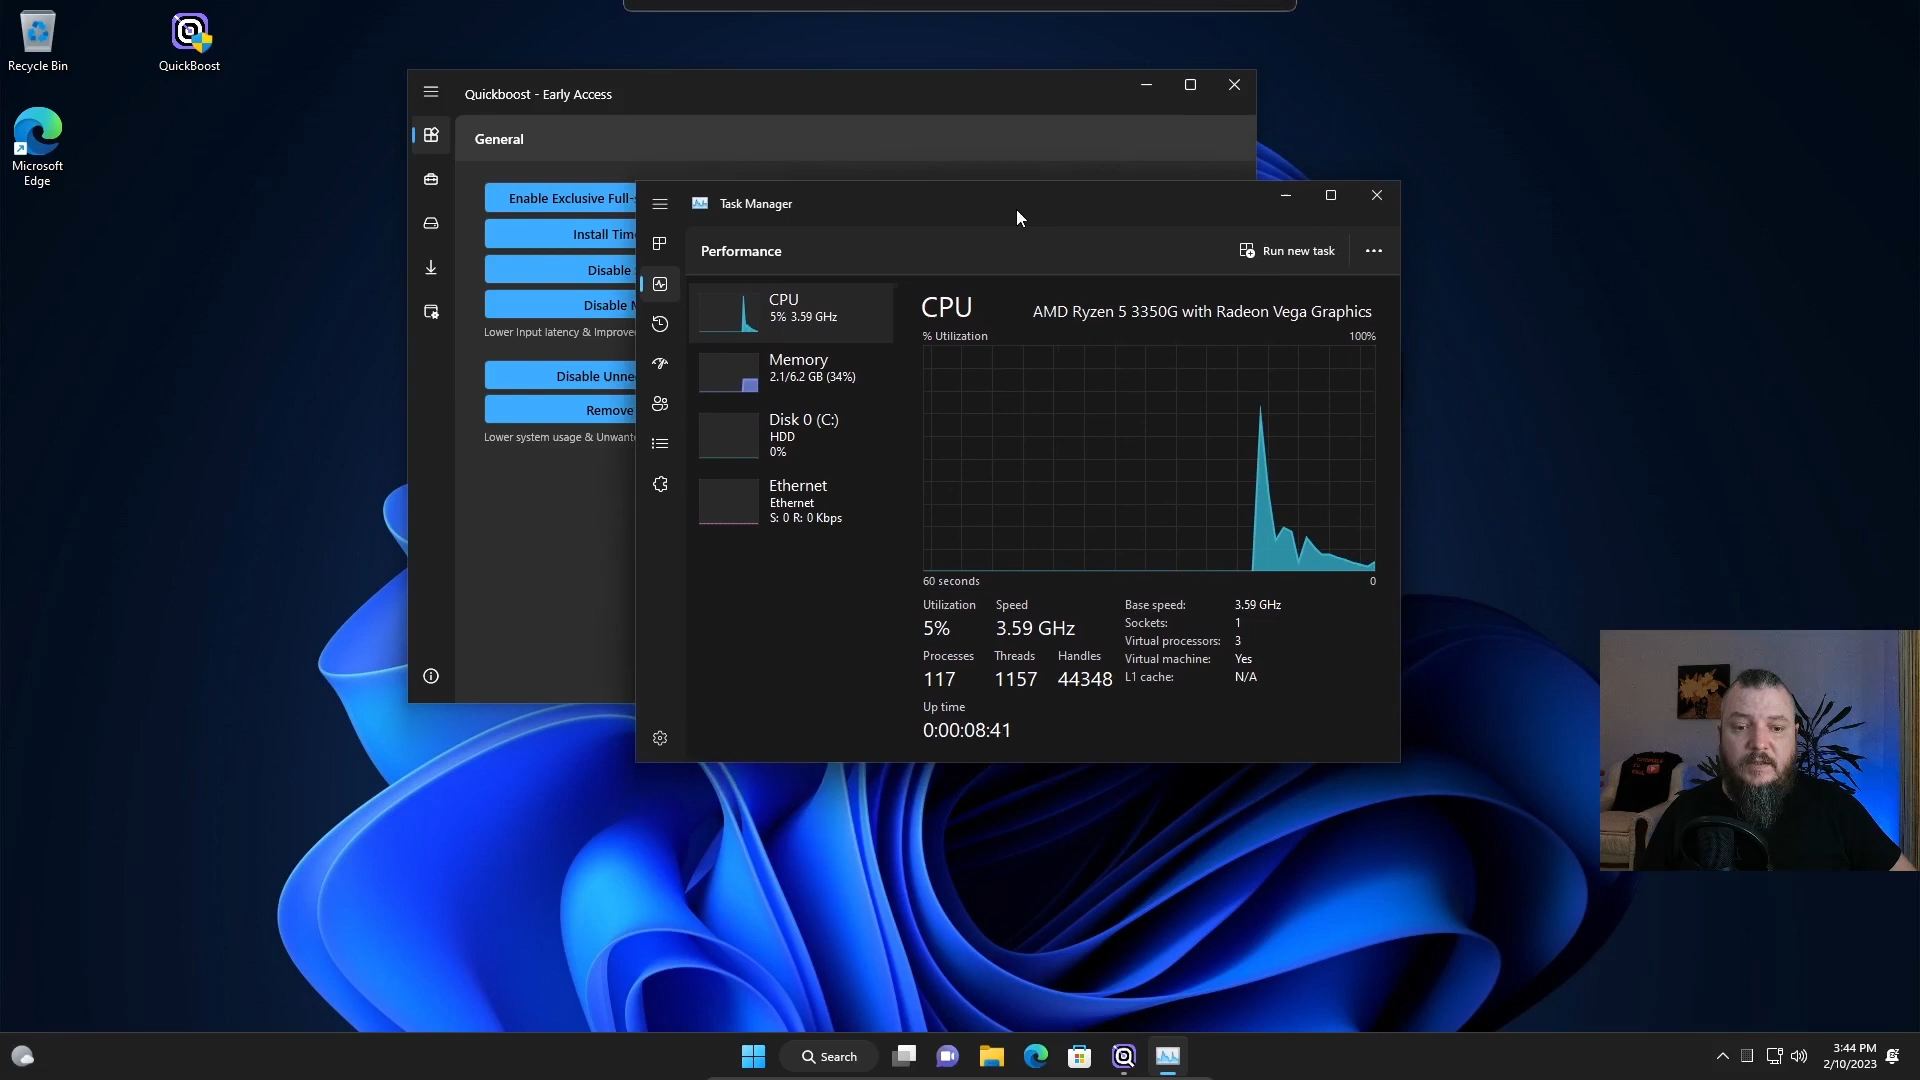 Recycle Bin
QuickBoost
Microsoft
Edge
Quickboost - Early Access
General
Enable Exclusive Full-
Install Tim
Disable
Disable
Lower Input latency & Improve
Disable Unne
Remove
Lower system usage & Unwant
Task Manager
Performance
Run new task
CPU
5% 3.59 GHz
Memory
2.1/6.2 GB (34%)
Disk 0 (C:)
HDD
0%
Ethernet
Ethernet
S: 0 R: 0 Kbps
CPU
AMD Ryzen 5 3350G with Radeon Vega Graphics
% Utilization
100%
60 seconds
0
Utilization
Speed
5%
3.59 GHz
Processes
Threads
Handles
117
1157
44348
Up time
0:00:08:41
Base speed:
3.59 GHz
Sockets:
1
Virtual processors:
3
Virtual machine:
Yes
L1 cache:
N/A
Search
3:44 PM
2/10/2023